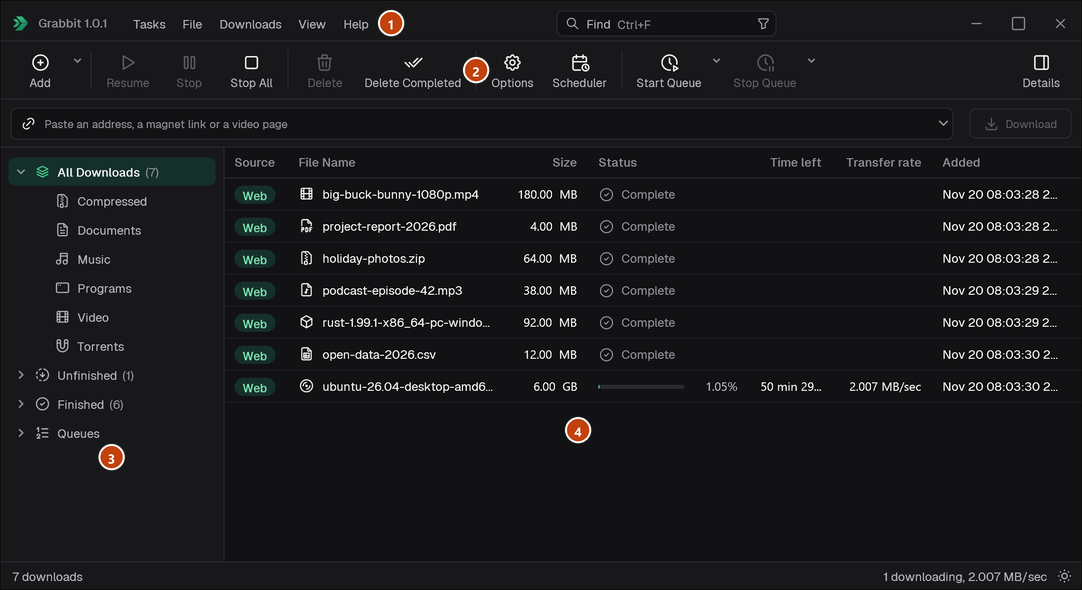 Grabbit 1.0.1 Tasks File Downloads View Help 1 Find Ctrl+F
Add Resume Stop Stop All Delete Delete Completed 2 Options Scheduler Start Queue Stop Queue Details
Paste an address, a magnet link or a video page Download
All Downloads (7)
Compressed
Documents
Music
Programs
Video
Torrents
Unfinished (1)
Finished (6)
Queues
3
Source File Name Size Status Time left Transfer rate Added
Web big-buck-bunny-1080p.mp4 180.00 MB Complete Nov 20 08:03:28 2...
Web project-report-2026.pdf 4.00 MB Complete Nov 20 08:03:28 2...
Web holiday-photos.zip 64.00 MB Complete Nov 20 08:03:28 2...
Web podcast-episode-42.mp3 38.00 MB Complete Nov 20 08:03:29 2...
Web rust-1.99.1-x86_64-pc-windo... 92.00 MB Complete Nov 20 08:03:29 2...
Web open-data-2026.csv 12.00 MB Complete Nov 20 08:03:30 2...
Web ubuntu-26.04-desktop-amd6... 6.00 GB 1.05% 50 min 29... 2.007 MB/sec Nov 20 08:03:30 2...
4
7 downloads 1 downloading, 2.007 MB/sec